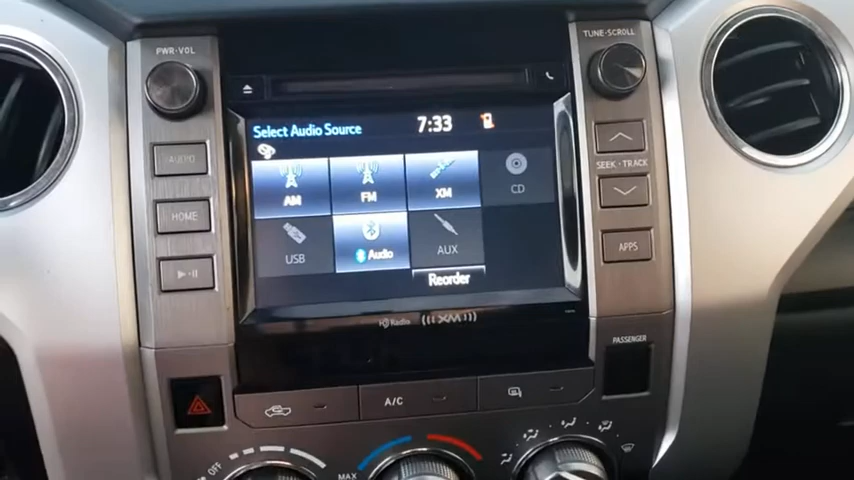 PWR·VOL
TUNE·SCROLL
AUDIO
HOME
Select Audio Source
7:33
AM
FM
XM
CD
USB
Audio
AUX
Reorder
SEEK·TRACK
APPS
HD Radio
((XM))
PASSENGER
A/C
OFF
MAX